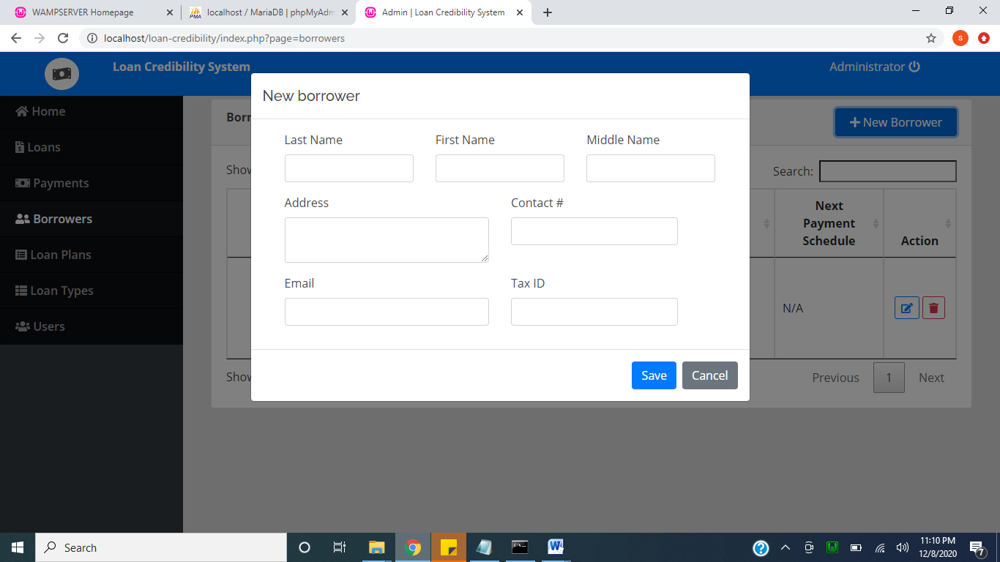 WAMPSERVER Homepage
PMA localhost / MariaDB | phpMyAdm
Admin | Loan Credibility System
localhost/loan-credibility/index.php?page=borrowers
S
Loan Credibility System
Administrator
Home
Loans
Payments
Borrowers
Loan Plans
Loan Types
Users
Borr
New Borrower
Show
Search:
Next
Payment
Schedule
Action
N/A
Show
Previous 1 Next
New borrower
Last Name First Name Middle Name
Address Contact #
Email Tax ID
Save Cancel
Search
11:10 PM
12/8/2020
7